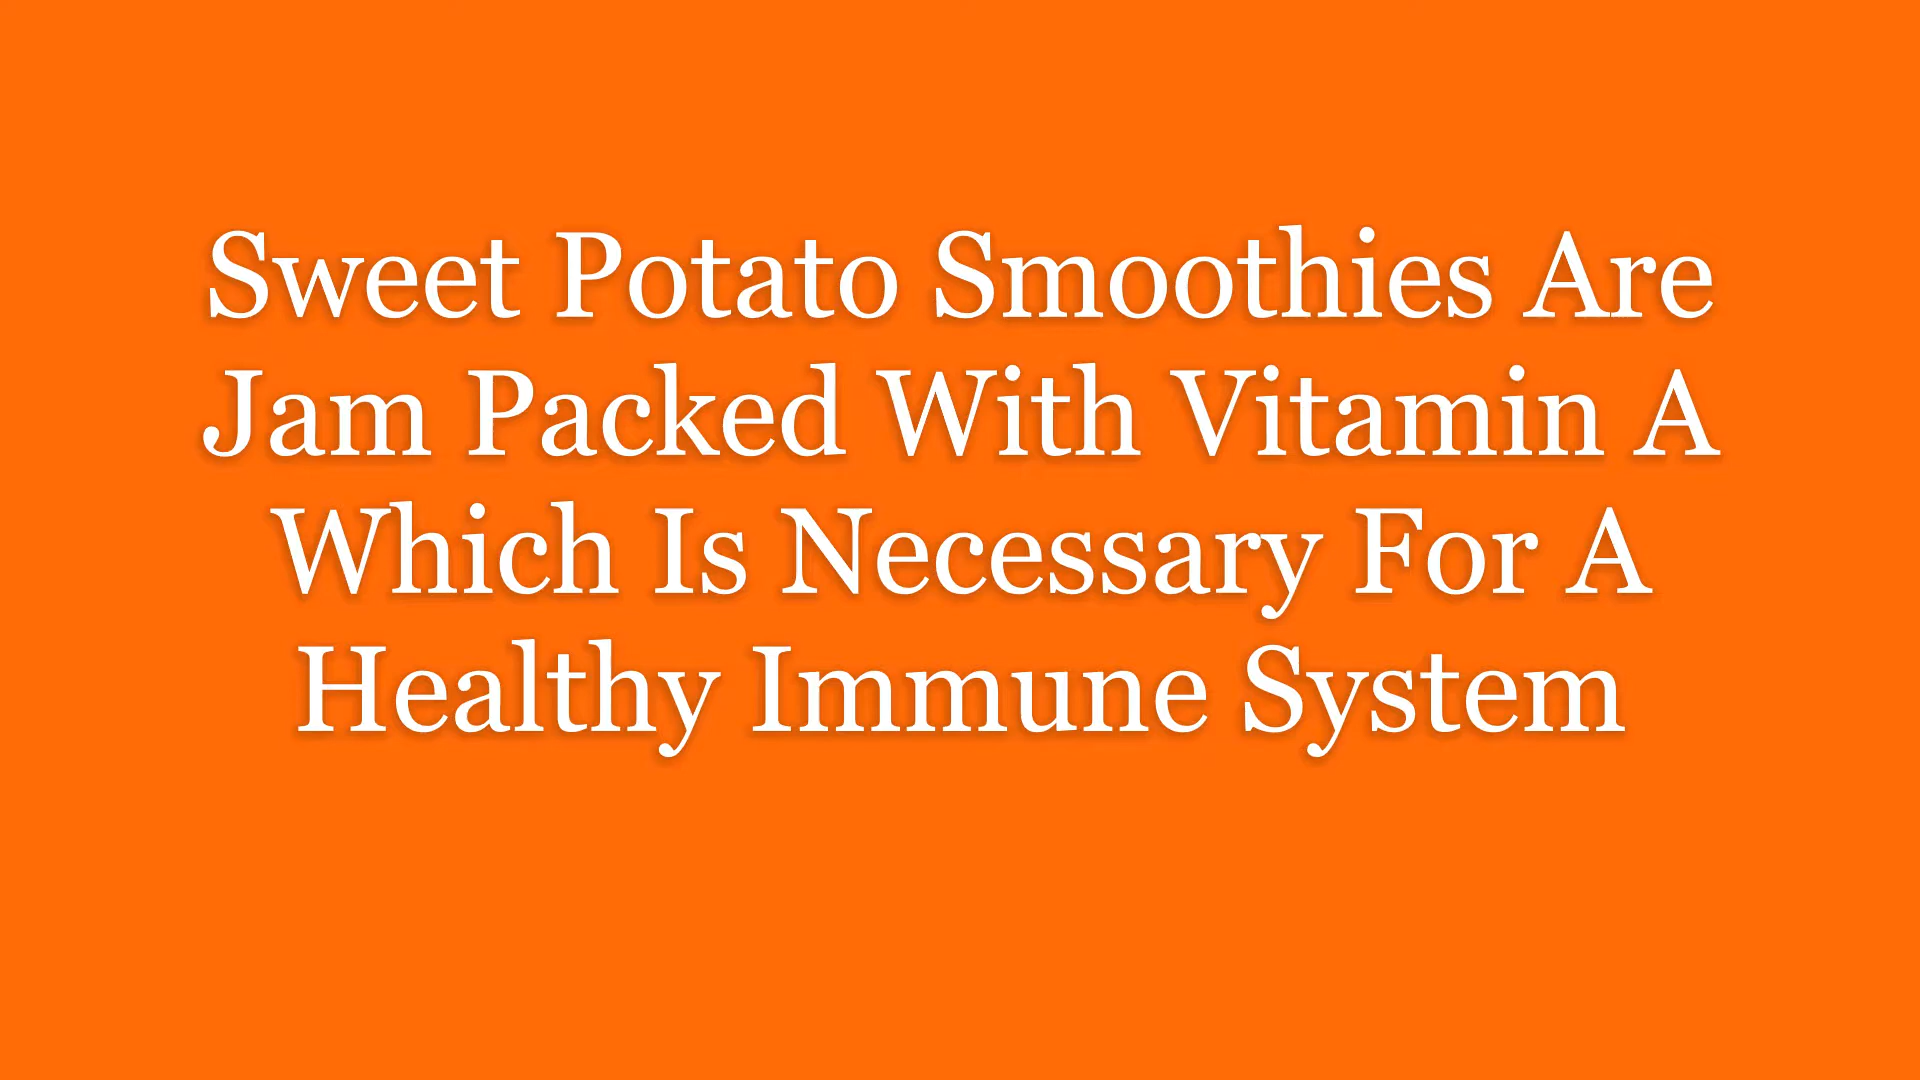 Sweet Potato Smoothies Are
Jam Packed With Vitamin A
Which Is Necessary For A
Healthy Immune System